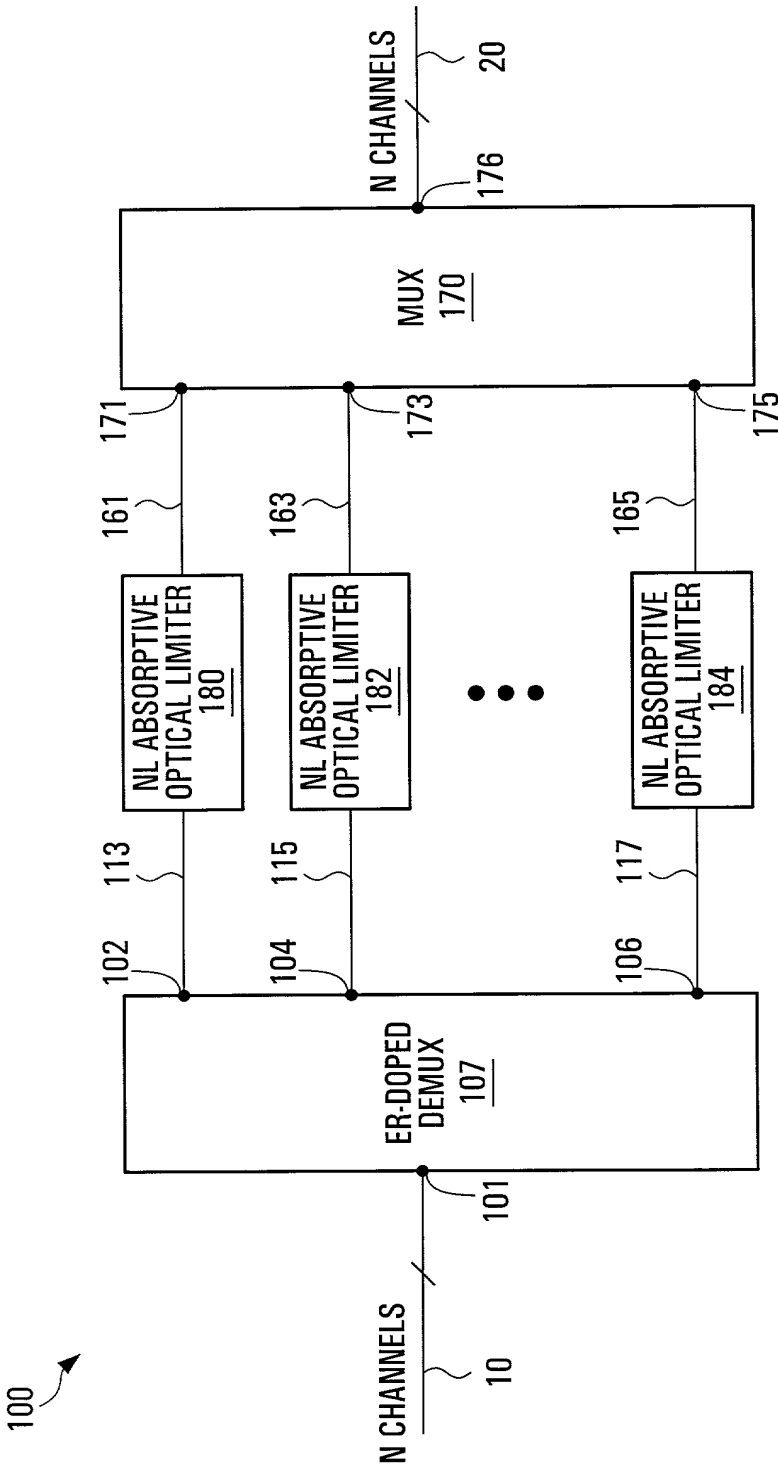 100
N CHANNELS
10
101
ER-DOPED
DEMUX
107
102
104
106
113
115
117
NL ABSORPTIVE
OPTICAL LIMITER
180
NL ABSORPTIVE
OPTICAL LIMITER
182
NL ABSORPTIVE
OPTICAL LIMITER
184
161
163
165
171
173
175
MUX
170
176
N CHANNELS
20